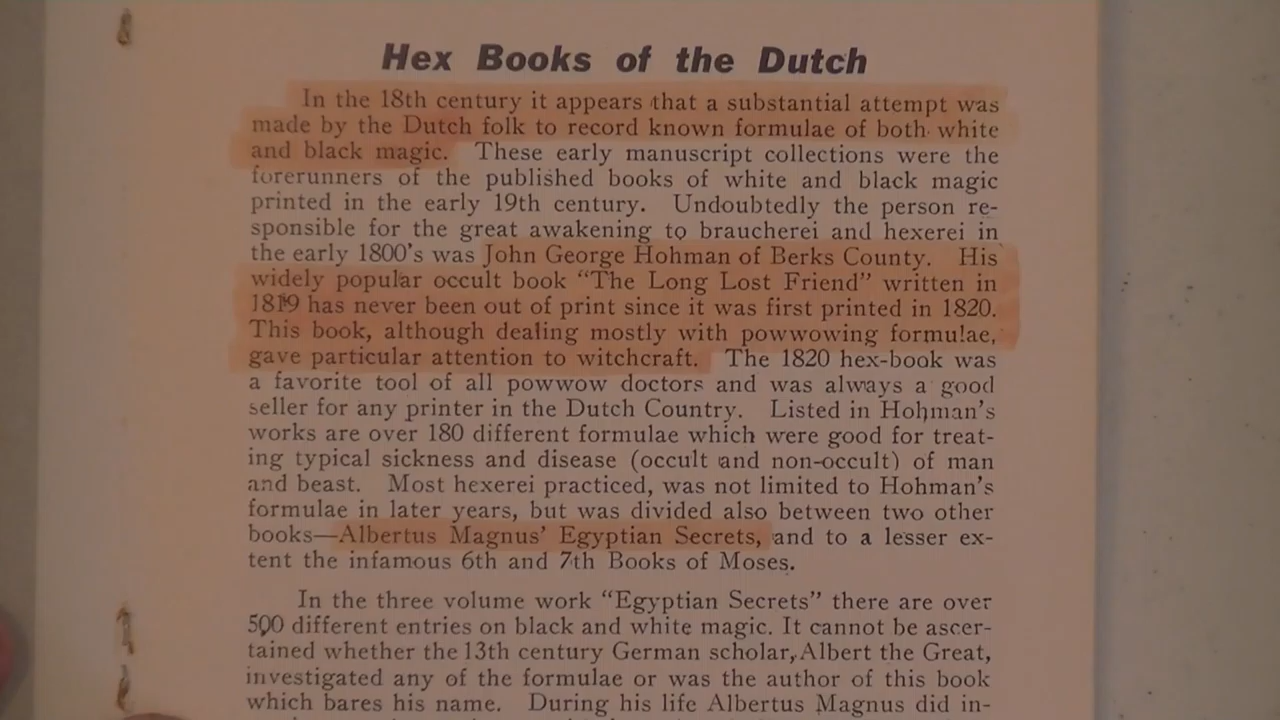 Hex Books of the Dutch
In the 18th century it appears that a substantial attempt was
made by the Dutch folk to record known formulae of both white
and black magic. These early manuscript collections were the
forerunners of the published books of white and black magic
printed in the early 19th century. Undoubtedly the person re-
sponsible for the great awakening to braucherei and hexerei in
the early 1800's was John George Hohman of Berks County. His
widely popular occult book “The Long Lost Friend” written in
1819 has never been out of print since it was first printed in 1820.
This book, although dealing mostly with powwowing formulae,
gave particular attention to witchcraft. The 1820 hex-book was
a favorite tool of all powwow doctors and was always a good
seller for any printer in the Dutch Country. Listed in Hohman's
works are over 180 different formulae which were good for treat-
ing typical sickness and disease (occult and non-occult) of man
and beast. Most hexerei practiced, was not limited to Hohman's
formulae in later years, but was divided also between two other
books—Albertus Magnus' Egyptian Secrets, and to a lesser ex-
tent the infamous 6th and 7th Books of Moses.
In the three volume work “Egyptian Secrets” there are over
500 different entries on black and white magic. It cannot be ascer-
tained whether the 13th century German scholar, Albert the Great,
investigated any of the formulae or was the author of this book
which bares his name. During his life Albertus Magnus did in-